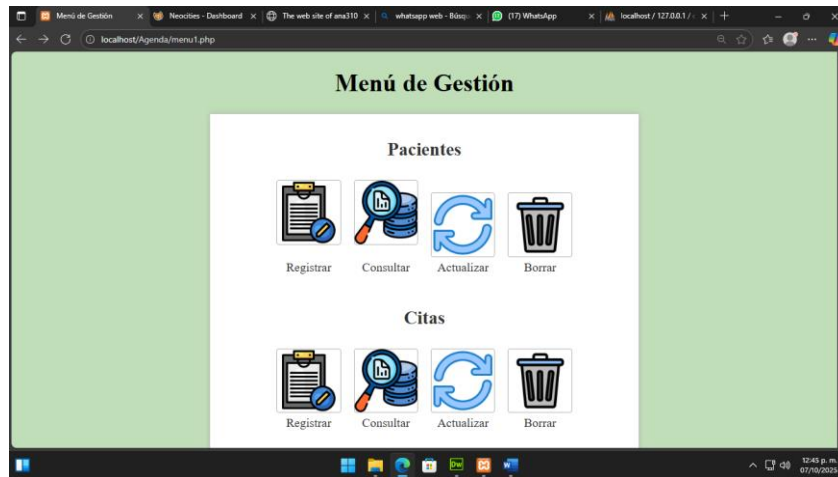 Menú de Gestión
Neocities - Dashboard
The web site of ana310
whatsapp web - Búsqu
(17) WhatsApp
localhost / 127.0.0.1 /
localhost/Agenda/menu1.php
Menú de Gestión
Pacientes
Registrar Consultar Actualizar Borrar
Citas
Registrar Consultar Actualizar Borrar
Dw
12:45 p. m.
07/10/2025